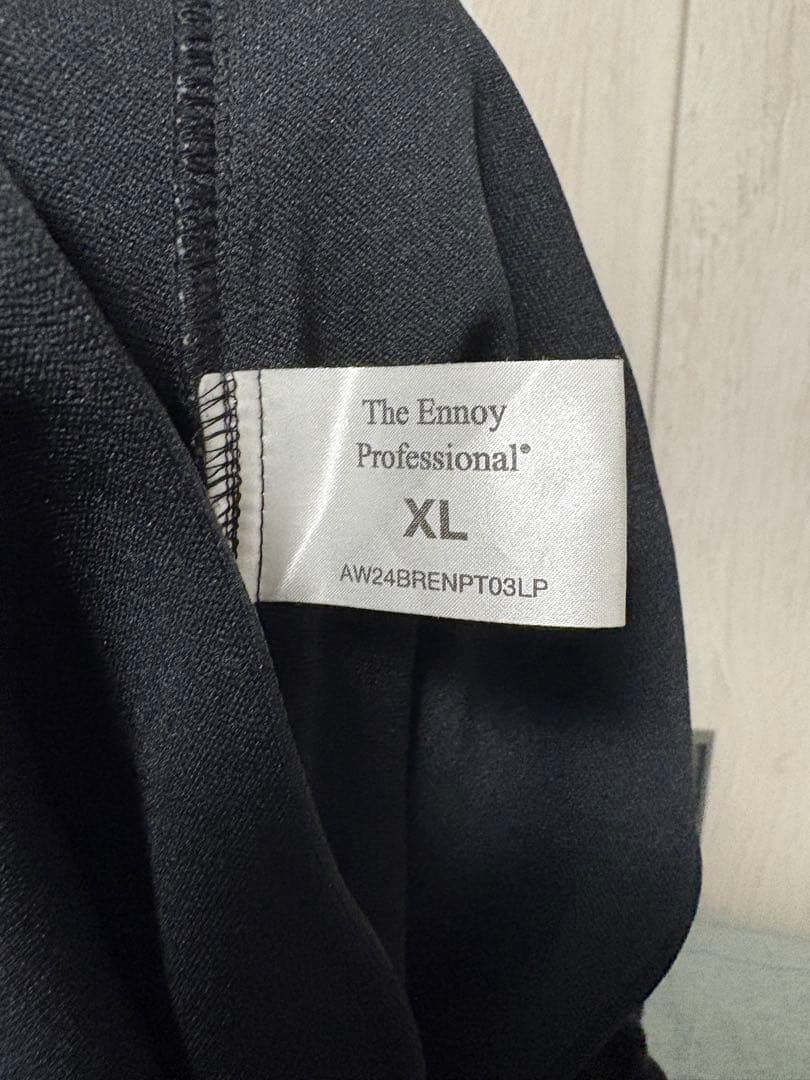 The Ennoy
Professional®
XL
AW24BRENPT03LP